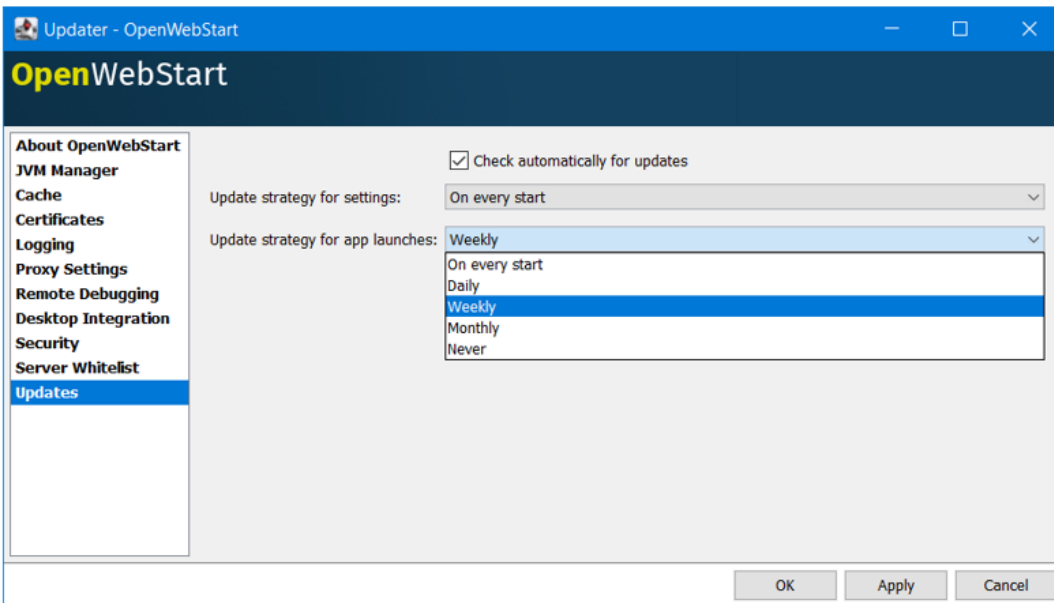 Updater - OpenWebStart
OpenWebStart
About OpenWebStart
JVM Manager
Cache
Certificates
Logging
Proxy Settings
Remote Debugging
Desktop Integration
Security
Server Whitelist
Updates
Check automatically for updates
Update strategy for settings: On every start
Update strategy for app launches: Weekly
On every start
Daily
Weekly
Monthly
Never
OK Apply Cancel